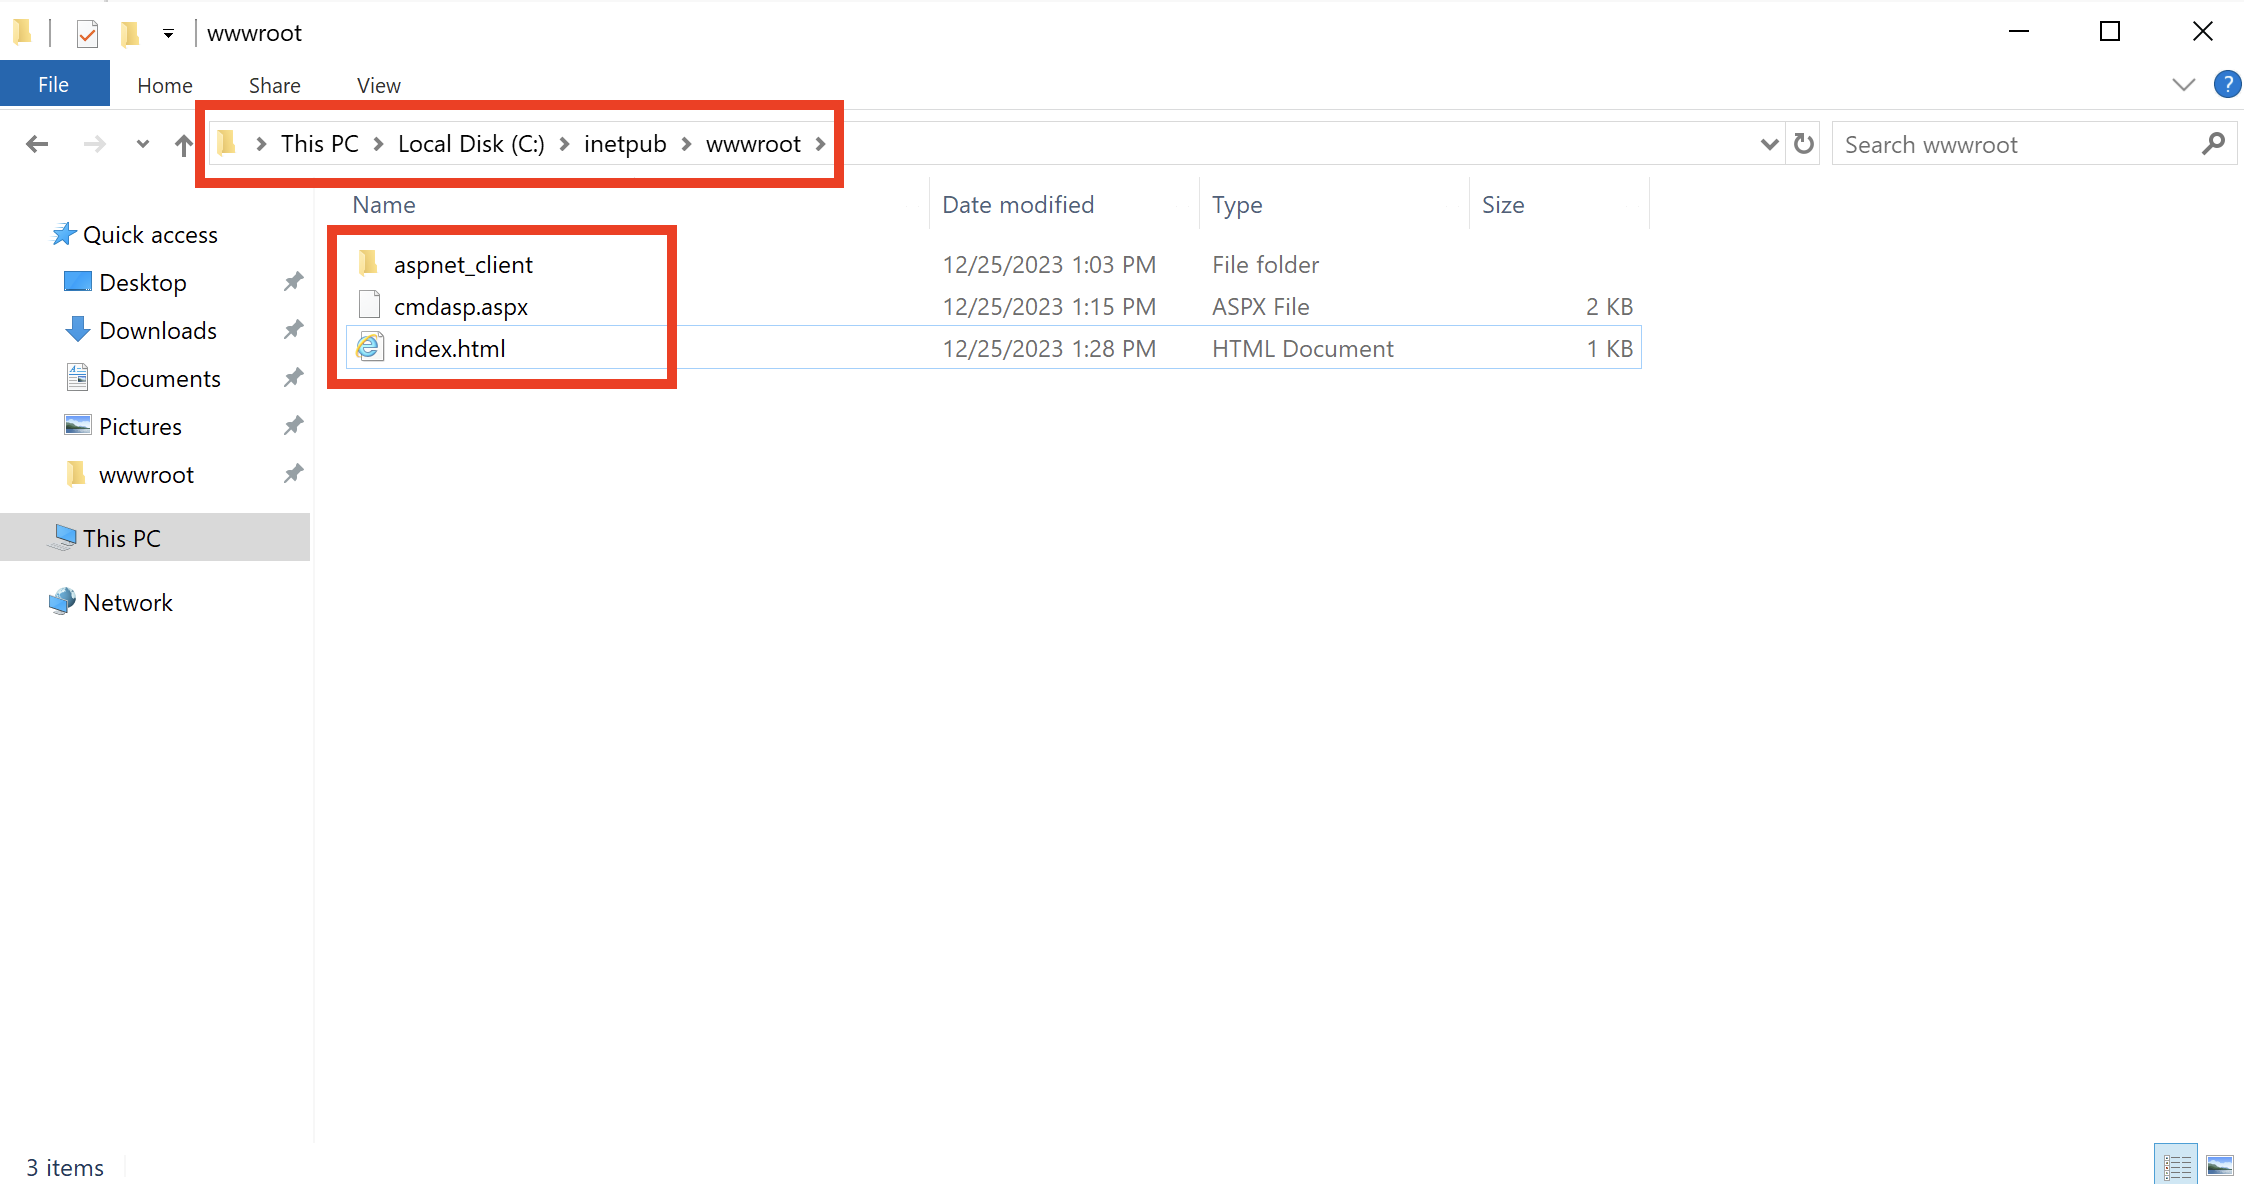 wwwroot
File Home Share View
This PC Local Disk (C:) inetpub wwwroot
Search wwwroot
Name Date modified Type Size
Quick access
Desktop
Downloads
Documents
Pictures
wwwroot
This PC
Network
aspnet_client 12/25/2023 1:03 PM File folder
cmdasp.aspx 12/25/2023 1:15 PM ASPX File 2 KB
index.html 12/25/2023 1:28 PM HTML Document 1 KB
3 items